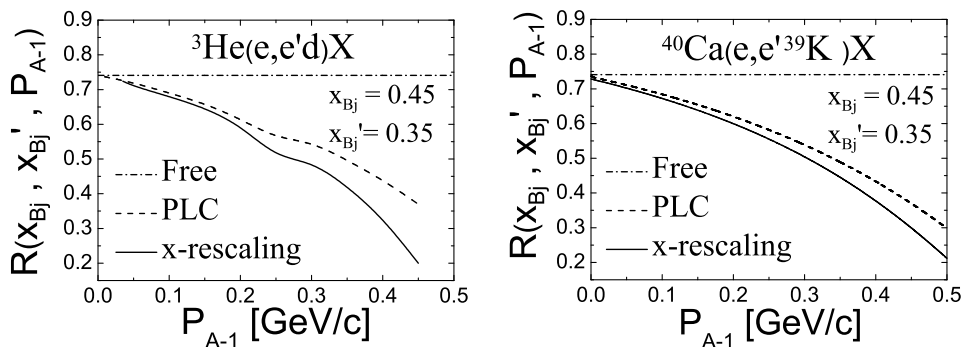 R(x_Bj , x_Bj' , P_A-1)
0.9
0.8
0.7
0.6
0.5
0.4
0.3
0.2
³He(e,e'd)X
x_Bj = 0.45
x_Bj' = 0.35
Free
PLC
x-rescaling
0.0 0.1 0.2 0.3 0.4 0.5
P_A-1 [GeV/c]
R(x_Bj , x_Bj' , P_A-1)
0.9
0.8
0.7
0.6
0.5
0.4
0.3
0.2
⁴⁰Ca(e,e'³⁹K )X
x_Bj = 0.45
x_Bj' = 0.35
Free
PLC
x-rescaling
0.0 0.1 0.2 0.3 0.4 0.5
P_A-1 [GeV/c]